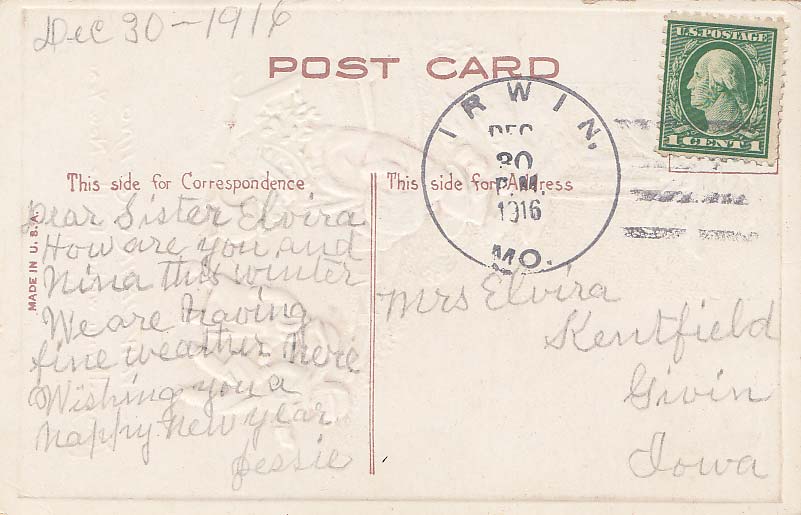 Dec 30-1916
POST CARD
U.S. POSTAGE
1 CENT 1
IRWIN,
DEC
30
P.M.
1916
MO.
This side for Correspondence
This side for Address
MADE IN U.S.A.
Dear Sister Elvira
How are you and
Nina this winter
We are having
fine weather here
Wishing you a
happy New year
Jessie
Mrs Elvira
Kentfield
Givin
Iowa